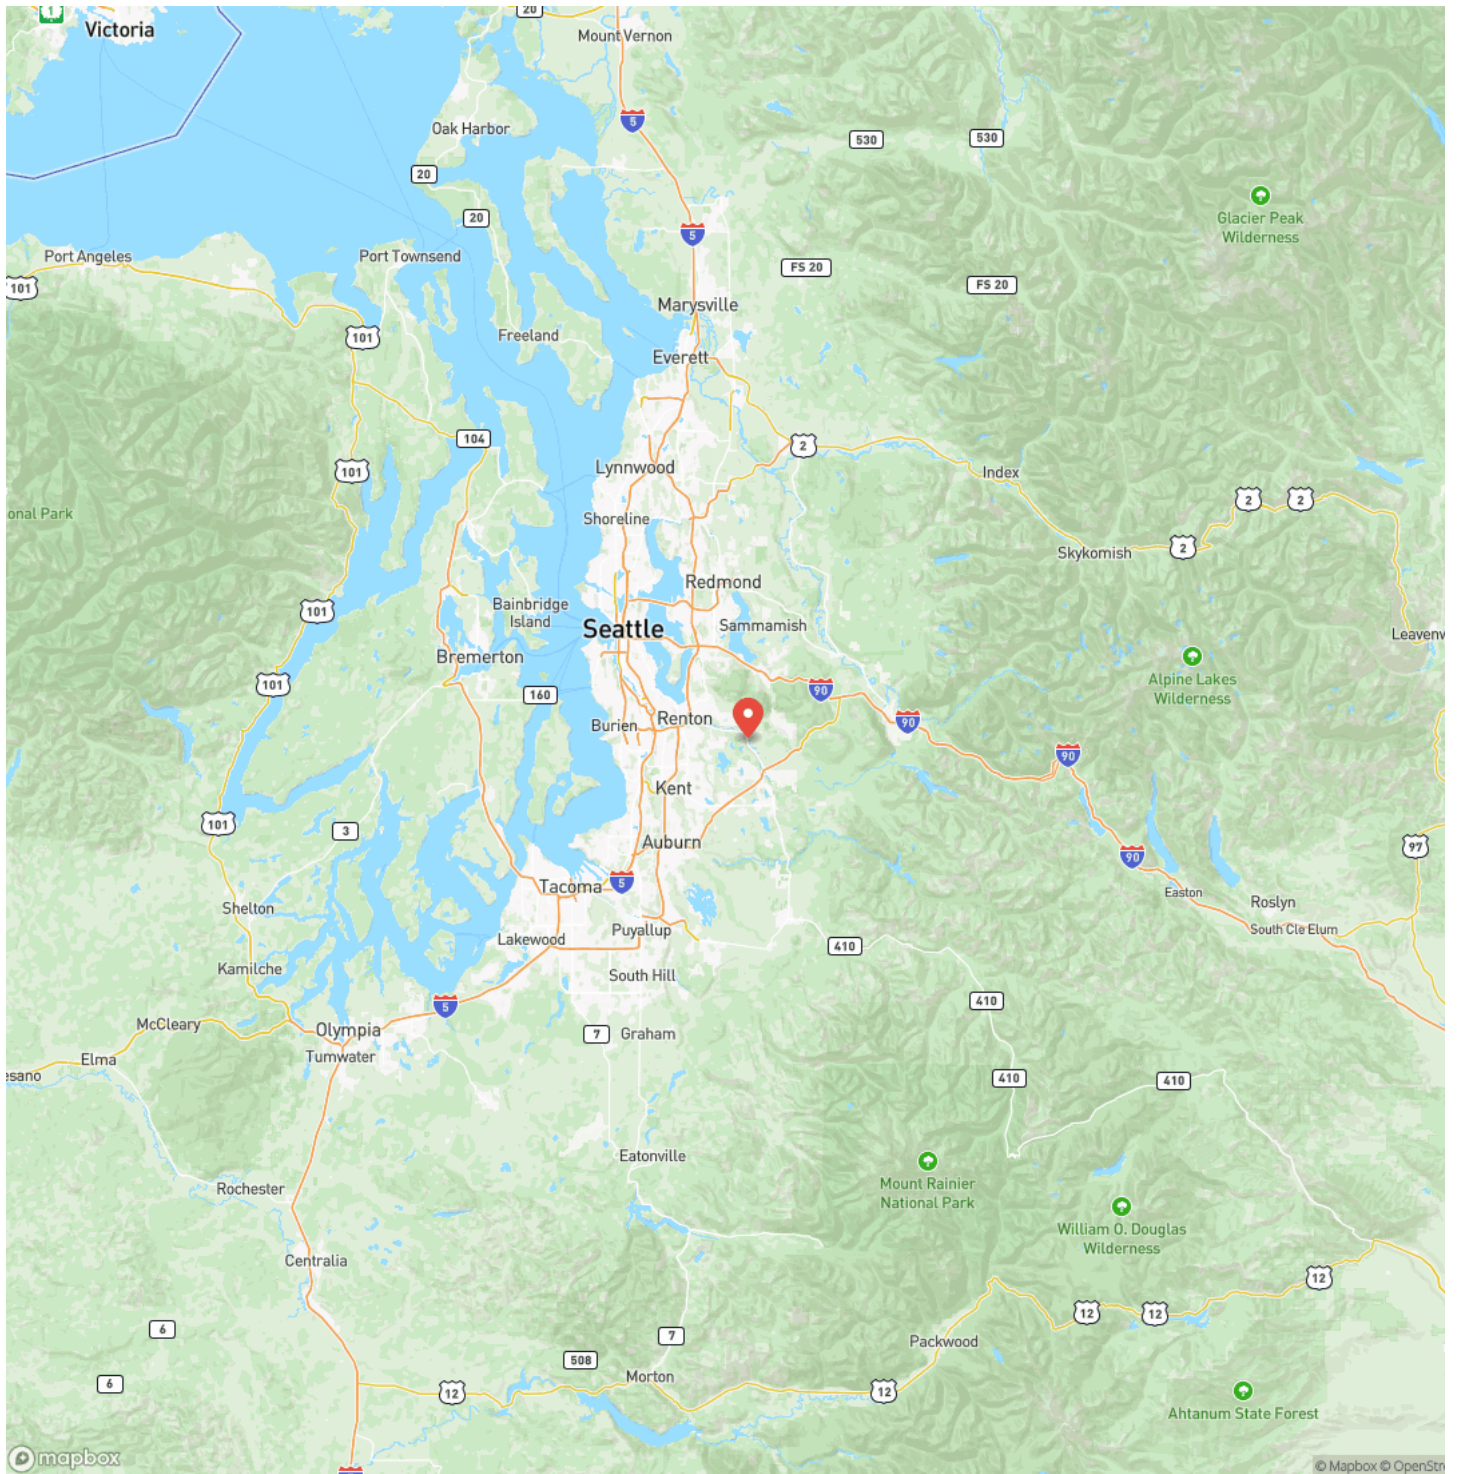 1
Victoria
20
Mount Vernon
5
Oak Harbor
530
530
20
Glacier Peak
Wilderness
20
5
Port Angeles
Port Townsend
FS 20
101
FS 20
Marysville
101
Freeland
Everett
104
2
Lynnwood
101
Index
2
2
onal Park
Shoreline
2
Skykomish
Redmond
Bainbridge
Island
101
Sammamish
Seattle
Leavenw
Bremerton
Alpine Lakes
Wilderness
101
160
90
Renton
Burien
90
90
Kent
101
3
Auburn
97
90
Tacoma
5
Easton
Roslyn
Shelton
Puyallup
South Cle Elum
Lakewood
410
Kamilche
South Hill
5
410
McCleary
Olympia
7
Graham
Tumwater
Elma
esano
410
410
Eatonville
Mount Rainier
National Park
Rochester
William O. Douglas
Wilderness
Centralia
12
12
12
6
7
Packwood
508
Morton
6
12
12
Ahtanum State Forest
mapbox
© Mapbox © OpenStre